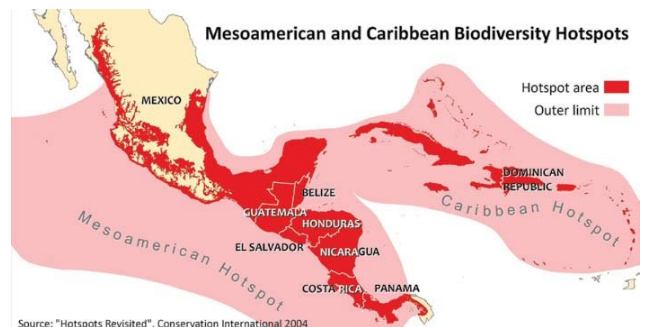 Mesoamerican and Caribbean Biodiversity Hotspots
Hotspot area
Outer limit
MEXICO
DOMINICAN
REPUBLIC
BELIZE
GUATEMALA
HONDURAS
Caribbean Hotspot
Mesoamerican Hotspot
EL SALVADOR
NICARAGUA
COSTA RICA
PANAMA
Source: "Hotspots Revisited", Conservation International 2004